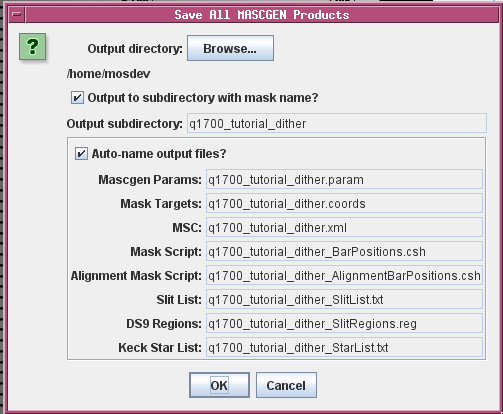 Save All MASCGEN Products
Output directory: Browse...
/home/mosdev
Output to subdirectory with mask name?
Output subdirectory: q1700_tutorial_dither
Auto-name output files?
Mascgen Params: q1700_tutorial_dither.param
Mask Targets: q1700_tutorial_dither.coords
MSC: q1700_tutorial_dither.xml
Mask Script: q1700_tutorial_dither_BarPositions.csh
Alignment Mask Script: q1700_tutorial_dither_AlignmentBarPositions.csh
Slit List: q1700_tutorial_dither_SlitList.txt
DS9 Regions: q1700_tutorial_dither_SlitRegions.reg
Keck Star List: q1700_tutorial_dither_StarList.txt
OK Cancel